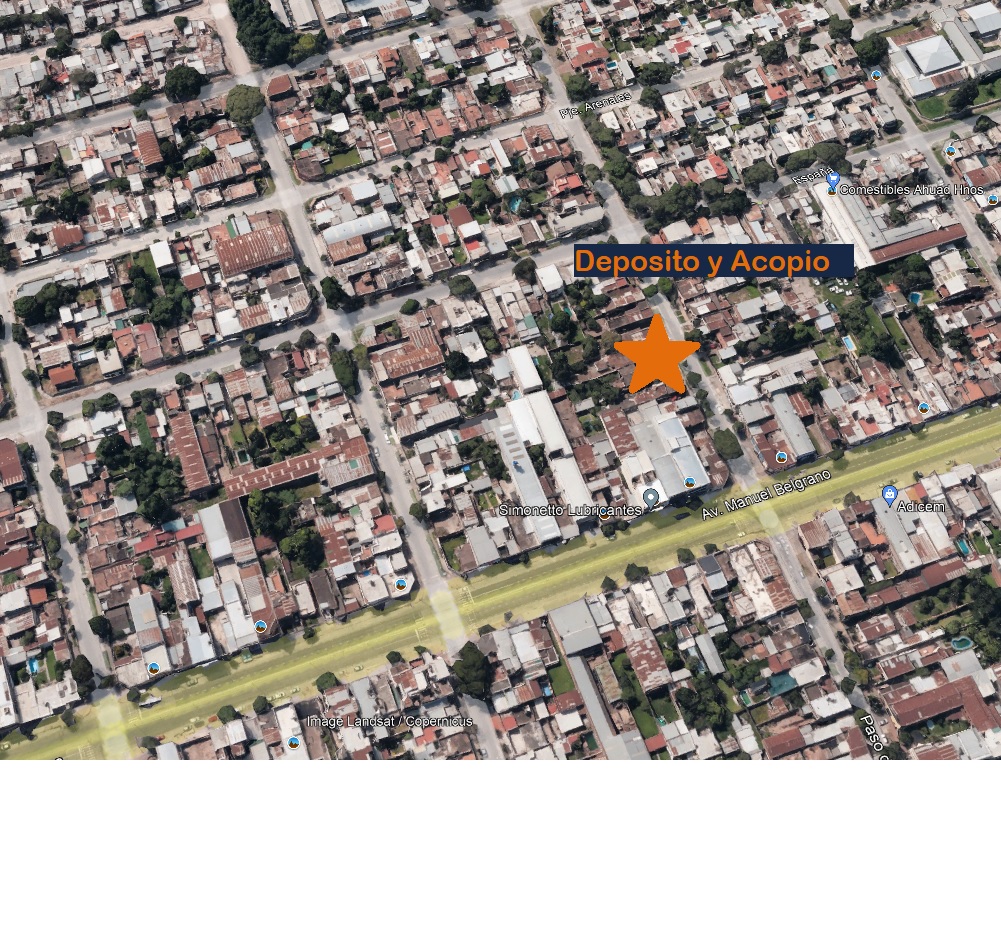 Pje. Arenales
España
Comestibles Ahuad Hnos
Deposito y Acopio
Av. Manuel Belgrano
Simonetto Lubricantes
Adicem
Image Landsat / Copernicus
Paso